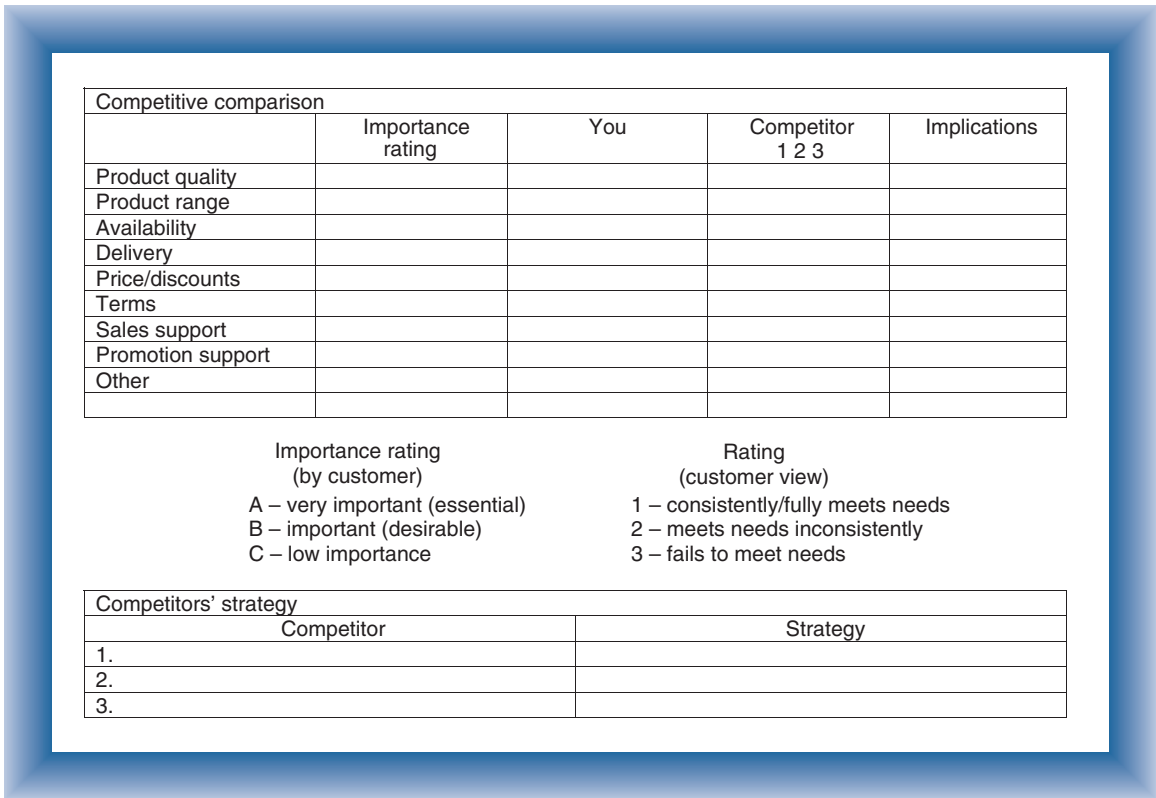 Competitive comparison
Importance rating You Competitor 1 2 3 Implications
Product quality
Product range
Availability
Delivery
Price/discounts
Terms
Sales support
Promotion support
Other
Importance rating
(by customer)
A – very important (essential)
B – important (desirable)
C – low importance
Rating
(customer view)
1 – consistently/fully meets needs
2 – meets needs inconsistently
3 – fails to meet needs
Competitors’ strategy
Competitor Strategy
1.
2.
3.